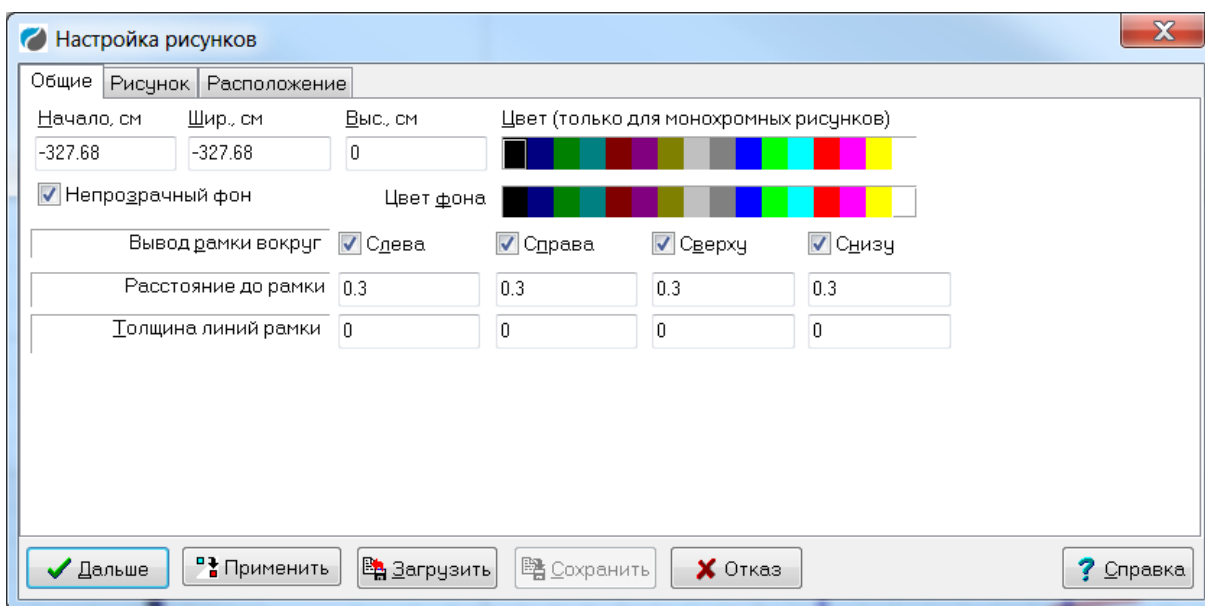 Настройка рисунков
Общие Рисунок Расположение
Начало, см Шир., см Выс., см Цвет (только для монохромных рисунков)
-327.68 -327.68 0
Непрозрачный фон Цвет фона
Вывод рамки вокруг Слева Справа Сверху Снизу
Расстояние до рамки 0.3 0.3 0.3 0.3
Толщина линий рамки 0 0 0 0
Дальше Применить Загрузить Сохранить Отказ Справка